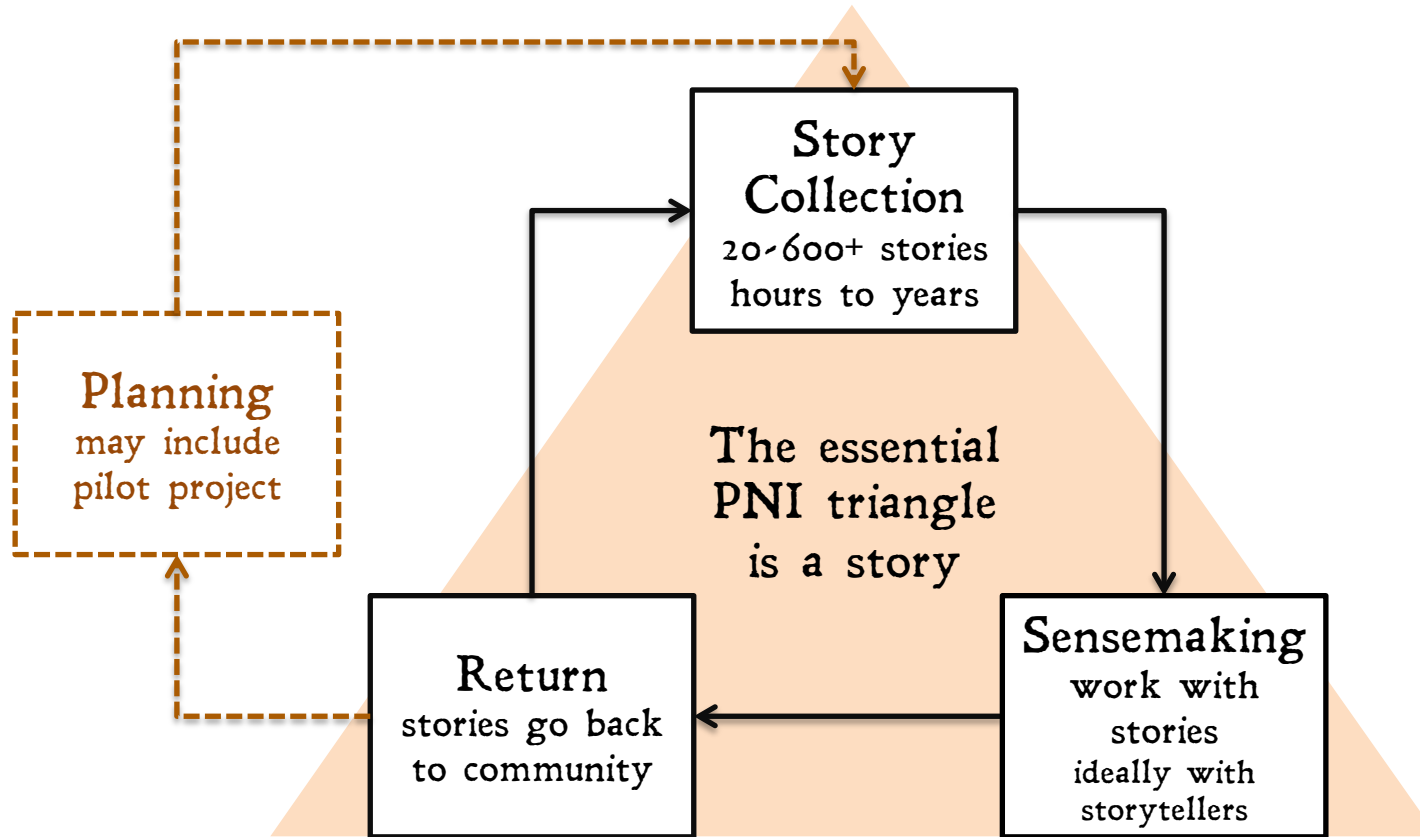 Story
Collection
20-600+ stories
hours to years
Planning
may include
pilot project
The essential
PNI triangle
is a story
Return
stories go back
to community
Sensemaking
work with
stories
ideally with
storytellers